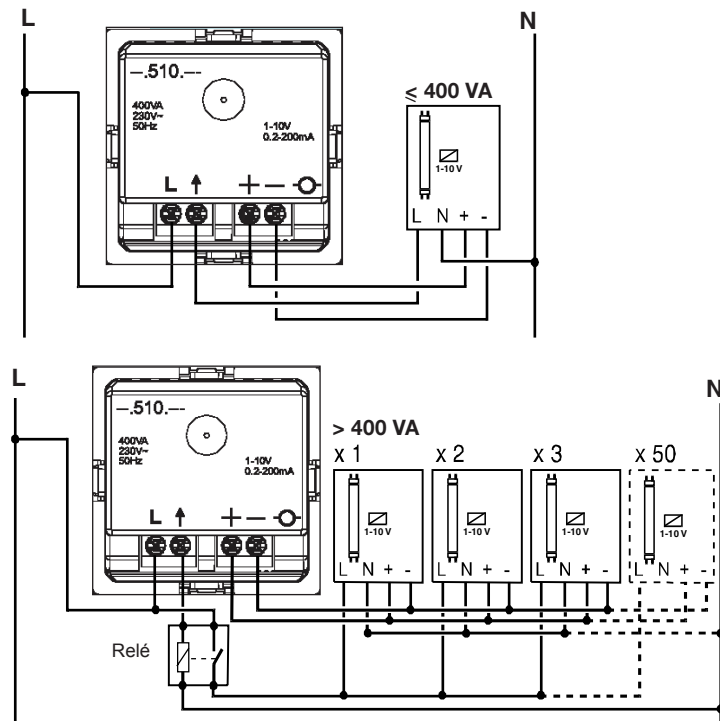 L
N
—.510.---
400VA
230V~
50Hz
1-10V
0.2-200mA
L ↑ + —
≤ 400 VA
1-10 V
L N + -
L
N
—.510.---
400VA
230V~
50Hz
1-10V
0.2-200mA
L ↑ + —
> 400 VA
x 1 x 2 x 3 x 50
1-10 V 1-10 V 1-10 V 1-10 V
L N + - L N + - L N + - L N + -
Relé